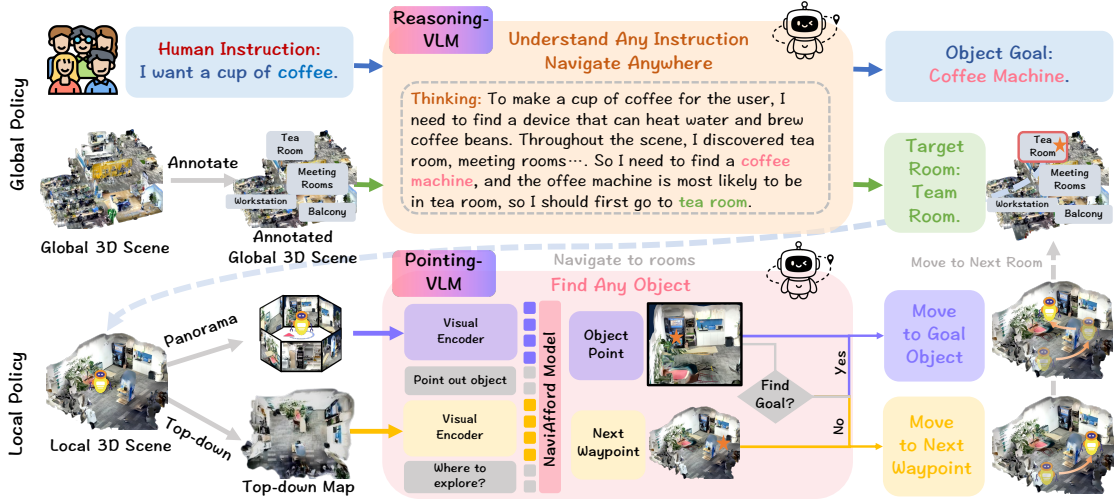 Global Policy
Human Instruction:
I want a cup of coffee.
Reasoning-
VLM
Understand Any Instruction
Navigate Anywhere
Thinking: To make a cup of coffee for the user, I
need to find a device that can heat water and brew
coffee beans. Throughout the scene, I discovered tea
room, meeting rooms···. So I need to find a coffee
machine, and the offee machine is most likely to be
in tea room, so I should first go to tea room.
Object Goal:
Coffee Machine.
Global 3D Scene
Annotate
Tea
Room
Meeting
Rooms
Workstation
Balcony
Annotated
Global 3D Scene
Target
Room:
Team
Room.
Tea
Room
Meeting
Rooms
Workstation
Balcony
Navigate to rooms
Move to Next Room
Local Policy
Local 3D Scene
Panorama
Top-down
Top-down Map
Pointing-
VLM
Find Any Object
Visual
Encoder
Point out object
Visual
Encoder
Where to
explore?
NaviAfford Model
Object
Point
Next
Waypoint
Find
Goal?
Yes
No
Move
to Goal
Object
Move
to Next
Waypoint